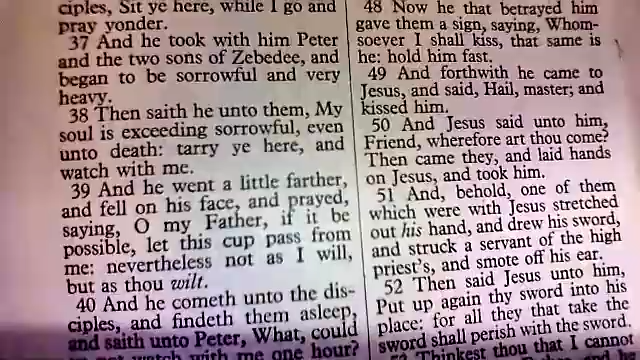 ciples, Sit ye here, while I go and
pray yonder.
37 And he took with him Peter
and the two sons of Zebedee, and
began to be sorrowful and very
heavy.
38 Then saith he unto them, My
soul is exceeding sorrowful, even
unto death: tarry ye here, and
watch with me.
39 And he went a little farther,
and fell on his face, and prayed,
saying, O my Father, if it be
possible, let this cup pass from
me: nevertheless not as I will,
but as thou wilt.
40 And he cometh unto the dis-
ciples, and findeth them asleep,
and saith unto Peter, What, could
watch with me one hour?
48 Now he that betrayed him
gave them a sign, saying, Whom-
soever I shall kiss, that same is
he: hold him fast.
49 And forthwith he came to
Jesus, and said, Hail, master; and
kissed him.
50 And Jesus said unto him,
Friend, wherefore art thou come?
Then came they, and laid hands
on Jesus, and took him.
51 And, behold, one of them
which were with Jesus stretched
out his hand, and drew his sword,
and struck a servant of the high
priest's, and smote off his ear.
52 Then said Jesus unto him,
Put up again thy sword into his
place: for all they that take the
sword shall perish with the sword.
53 Thinkest thou that I cannot